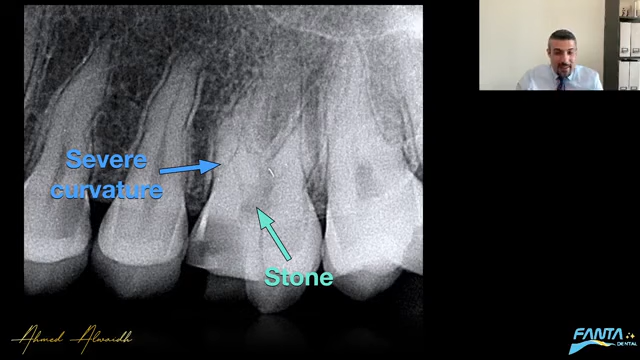 Severe
curvature
Stone
Ahmed Alwaidh
FANTA
DENTAL